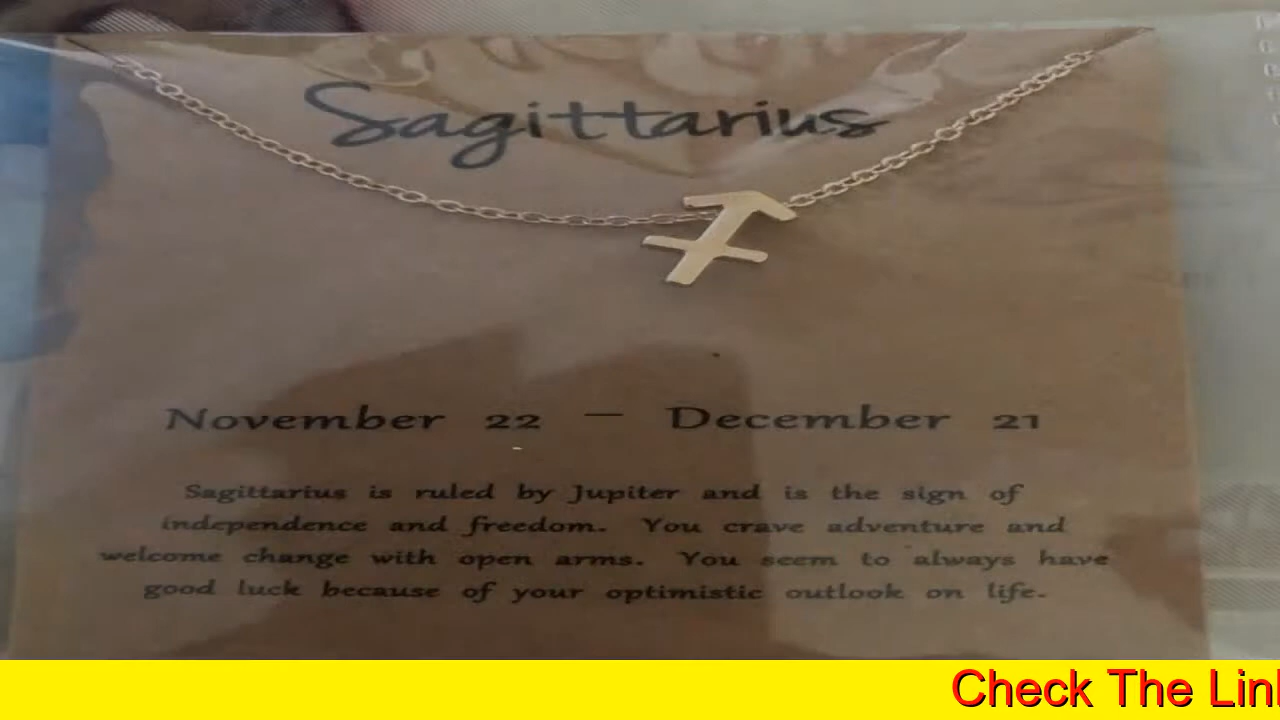 Sagittarius
November 22 — December 21
Sagittarius is ruled by Jupiter and is the sign of
independence and freedom. You crave adventure and
welcome change with open arms. You seem to always have
good luck because of your optimistic outlook on life.
Check The